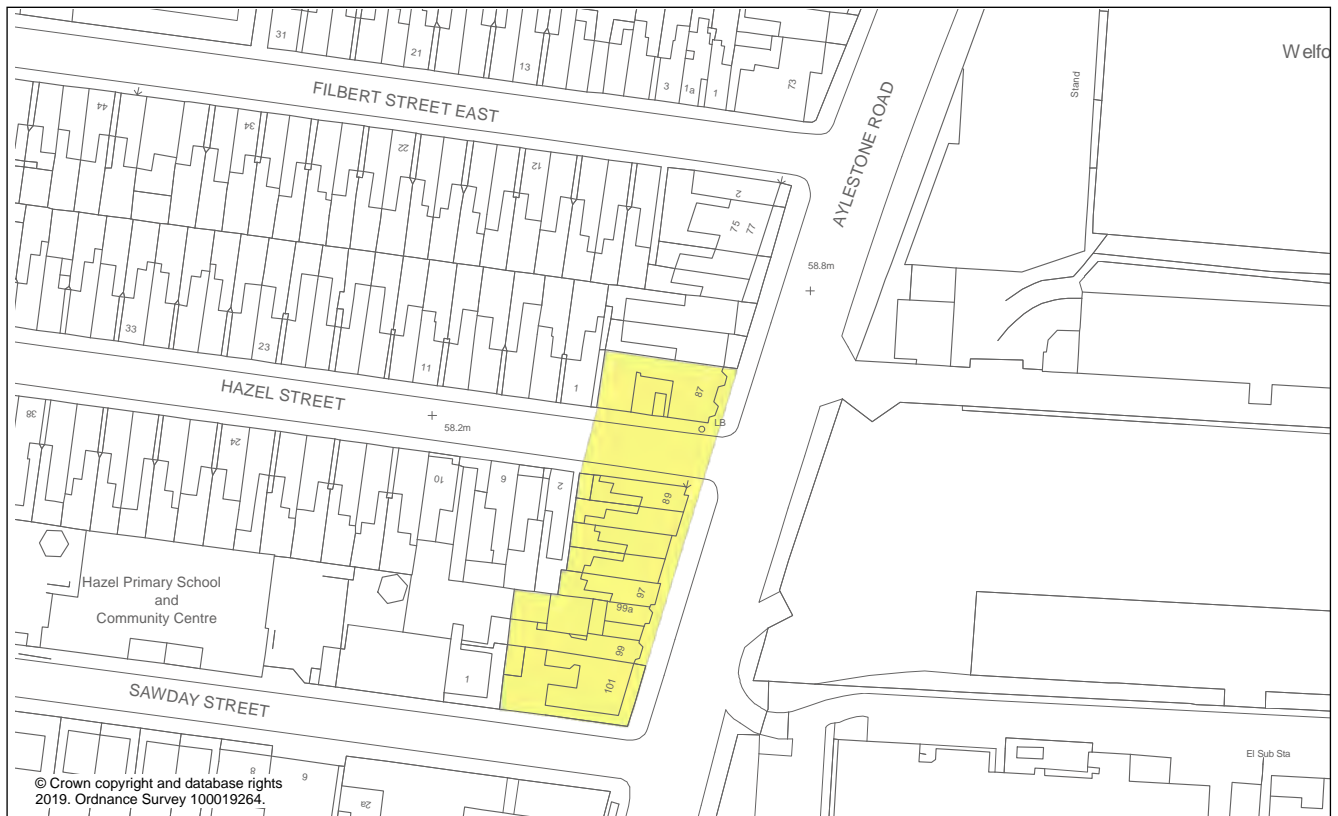 31
21
13
3
1a
1
73
Stand
Welfo
FILBERT STREET EAST
AYLESTONE ROAD
44
34
22
12
2
75
77
58.8m
33
23
11
1
87
LB
HAZEL STREET
58.2m
38
24
10
6
2
89
97
99a
99
101
Hazel Primary School
and
Community Centre
1
SAWDAY STREET
8
6
2a
El Sub Sta
© Crown copyright and database rights
2019. Ordnance Survey 100019264.